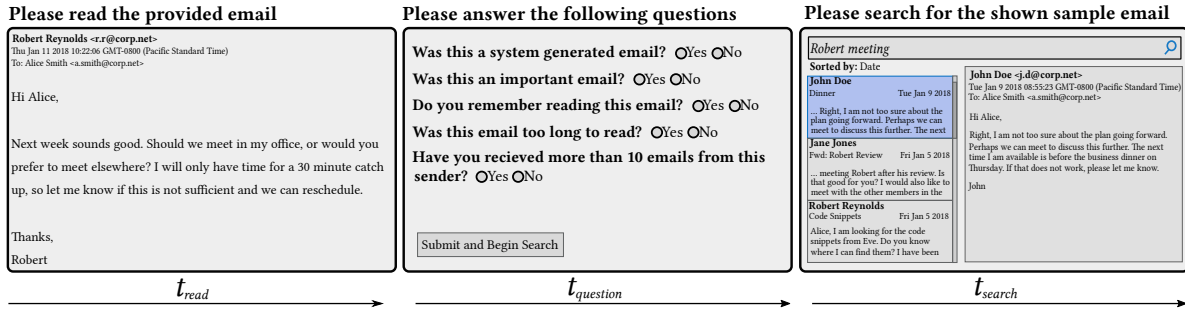 Please read the provided email
Robert Reynolds <r.r@corp.net>
Thu Jan 11 2018 10:22:06 GMT-0800 (Pacific Standard Time)
To: Alice Smith <a.smith@corp.net>
Hi Alice,
Next week sounds good. Should we meet in my office, or would you
prefer to meet elsewhere? I will only have time for a 30 minute catch
up, so let me know if this is not sufficient and we can reschedule.
Thanks,
Robert
t read
Please answer the following questions
Was this a system generated email? Yes No
Was this an important email? Yes No
Do you remember reading this email? Yes No
Was this email too long to read? Yes No
Have you recieved more than 10 emails from this
sender? Yes No
Submit and Begin Search
t question
Please search for the shown sample email
Robert meeting
Sorted by: Date
John Doe
Dinner Tue Jan 9 2018
... Right, I am not too sure about the
plan going forward. Perhaps we can
meet to discuss this further. The next
Jane Jones
Fwd: Robert Review Fri Jan 5 2018
... meeting Robert after his review. Is
that good for you? I would also like to
meet with the other members in the
Robert Reynolds
Code Snippets Fri Jan 5 2018
Alice, I am looking for the code
snippets from Eve. Do you know
where I can find them? I have been
John Doe <j.d@corp.net>
Tue Jan 9 2018 08:55:23 GMT-0800 (Pacific Standard Time)
To: Alice Smith <a.smith@corp.net>
Hi Alice,
Right, I am not too sure about the plan going forward.
Perhaps we can meet to discuss this further. The next
time I am available is before the business dinner on
Thursday. If that does not work, please let me know.
John
t search